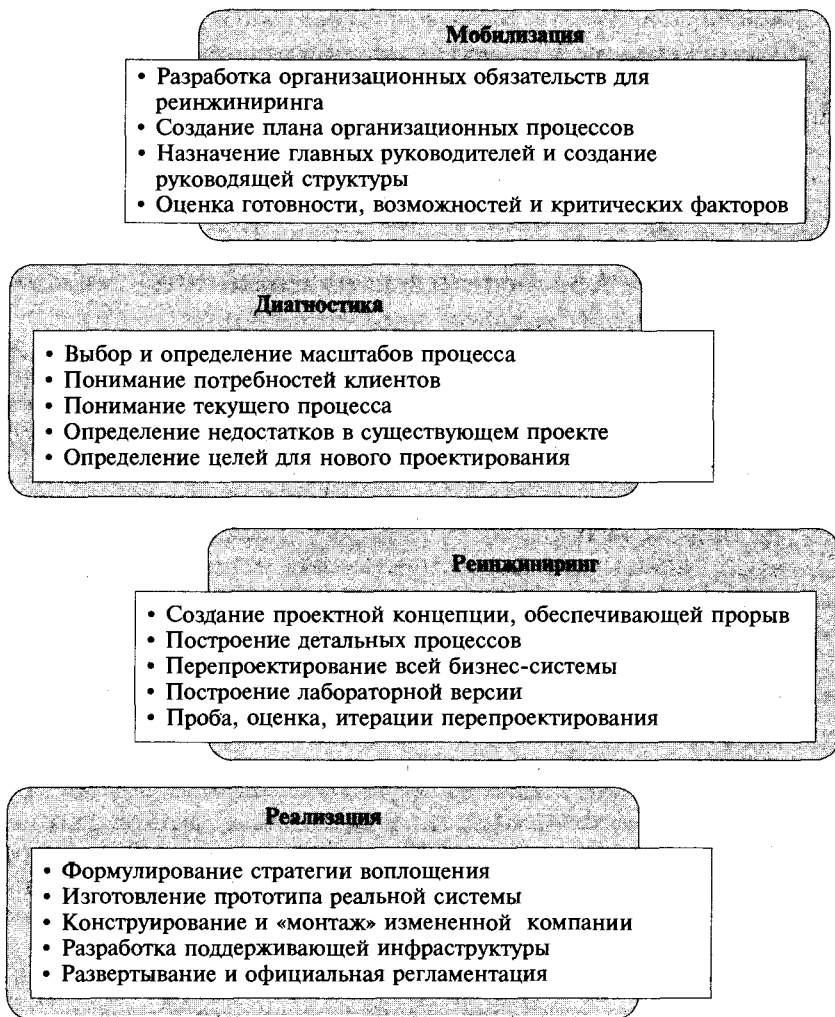 Мобилизация
• Разработка организационных обязательств для
реинжиниринга
• Создание плана организационных процессов
• Назначение главных руководителей и создание
руководящей структуры
• Оценка готовности, возможностей и критических факторов
Диагностика
• Выбор и определение масштабов процесса
• Понимание потребностей клиентов
• Понимание текущего процесса
• Определение недостатков в существующем проекте
• Определение целей для нового проектирования
Реинжиниринг
• Создание проектной концепции, обеспечивающей прорыв
• Построение детальных процессов
• Перепроектирование всей бизнес-системы
• Построение лабораторной версии
• Проба, оценка, итерации перепроектирования
Реализация
• Формулирование стратегии воплощения
• Изготовление прототипа реальной системы
• Конструирование и «монтаж» измененной компании
• Разработка поддерживающей инфраструктуры
• Развертывание и официальная регламентация